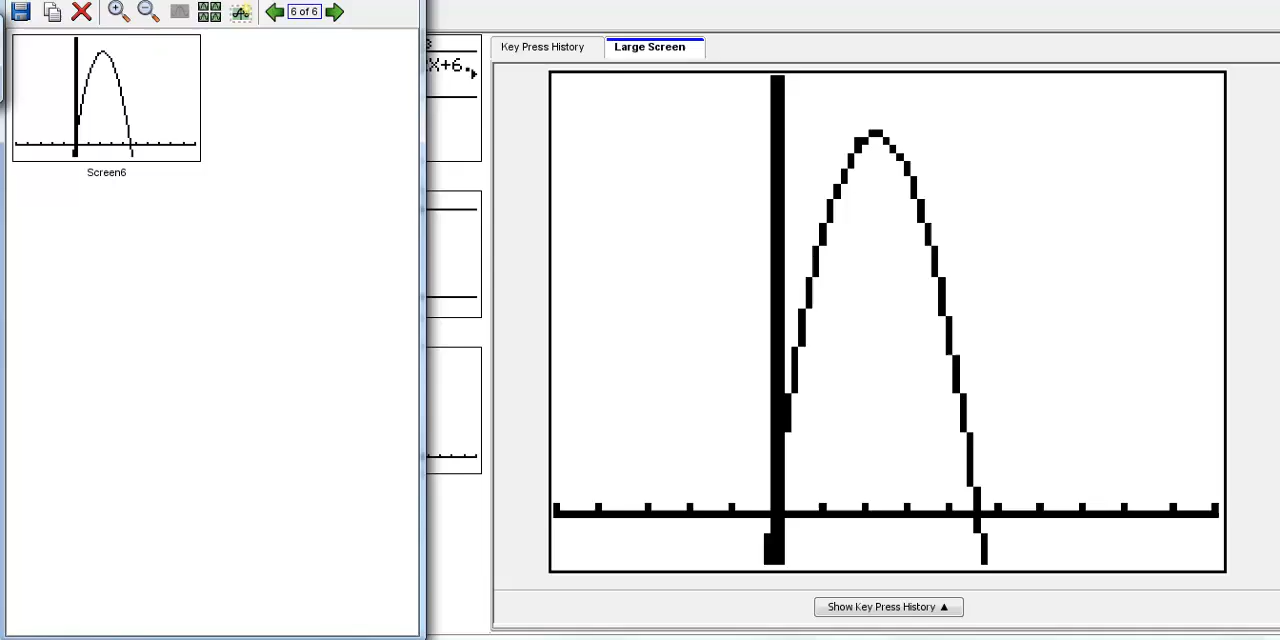 6 of 6
Key Press History
Large Screen
X+6.
Screen6
Show Key Press History ▲